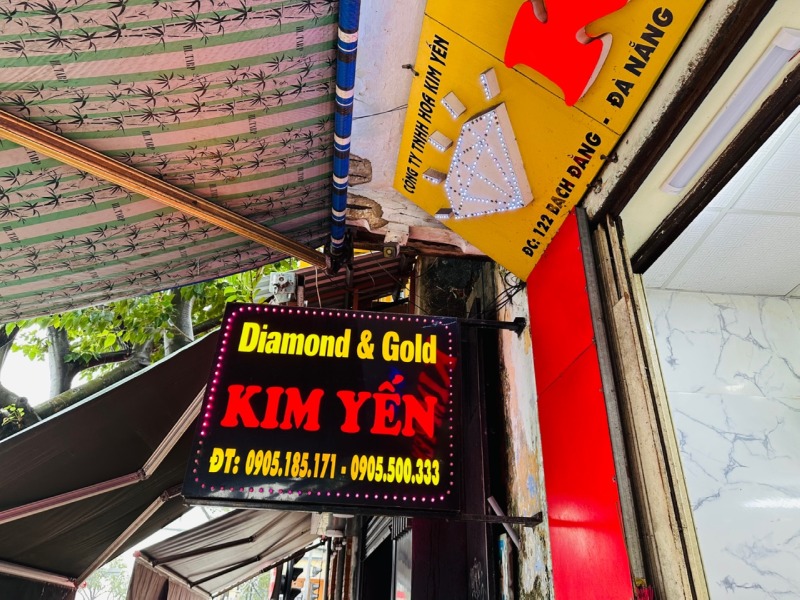 CÔNG TY TNHH HOH KIM YẾN
ĐC: 122 BẠCH ĐẰNG - ĐÀ NẴNG
Diamond & Gold
KIM YẾN
ĐT: 0905.185.171 - 0905.500.333